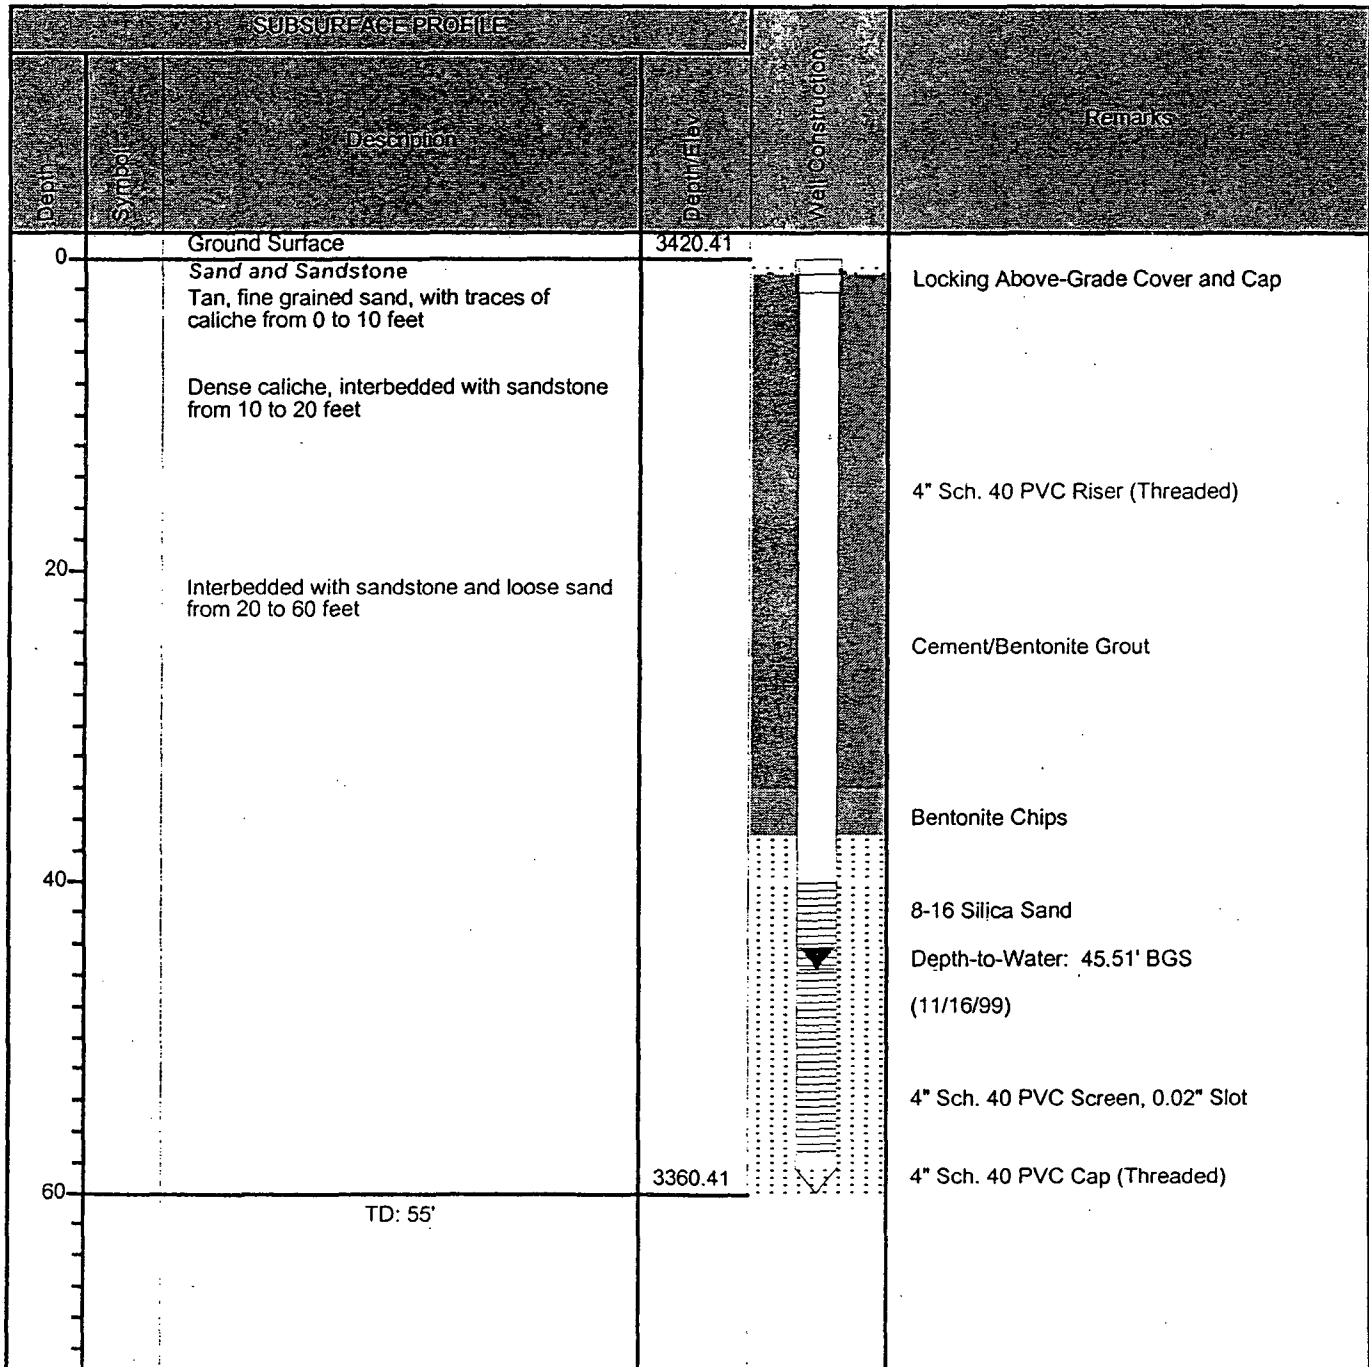 SUBSURFACE PROFILE
Depth
Symbol
Description
Depth/Elev
Well Construction
Remarks
0
Ground Surface
3420.41
Sand and Sandstone
Tan, fine grained sand, with traces of
caliche from 0 to 10 feet
Locking Above-Grade Cover and Cap
Dense caliche, interbedded with sandstone
from 10 to 20 feet
4" Sch. 40 PVC Riser (Threaded)
20
Interbedded with sandstone and loose sand
from 20 to 60 feet
Cement/Bentonite Grout
Bentonite Chips
40
8-16 Silica Sand
Depth-to-Water: 45.51' BGS
(11/16/99)
4" Sch. 40 PVC Screen, 0.02" Slot
3360.41
4" Sch. 40 PVC Cap (Threaded)
60
TD: 55'